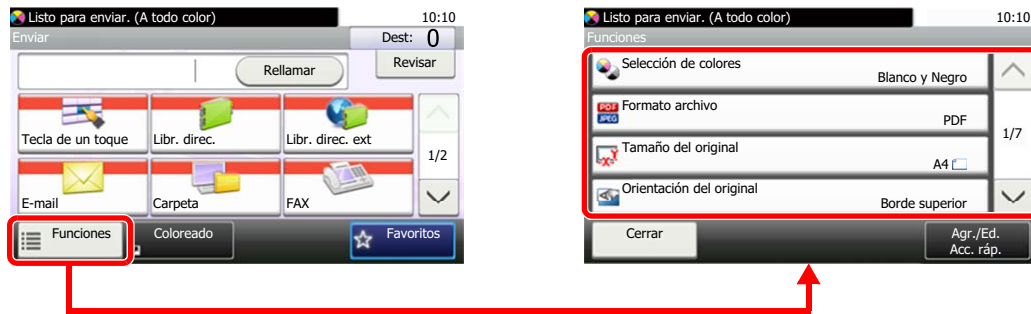 Listo para enviar. (A todo color) 10:10
Enviar Dest: 0
Rellamar Revisar
Tecla de un toque Libr. direc. Libr. direc. ext
1/2
E-mail Carpeta FAX
Funciones Coloreado Favoritos
Listo para enviar. (A todo color) 10:10
Funciones
Selección de colores
Blanco y Negro
PDF JPEG Formato archivo
PDF
1/7
Tamaño del original
A4
Orientación del original
Borde superior
Cerrar Agr./Ed.
Acc. ráp.